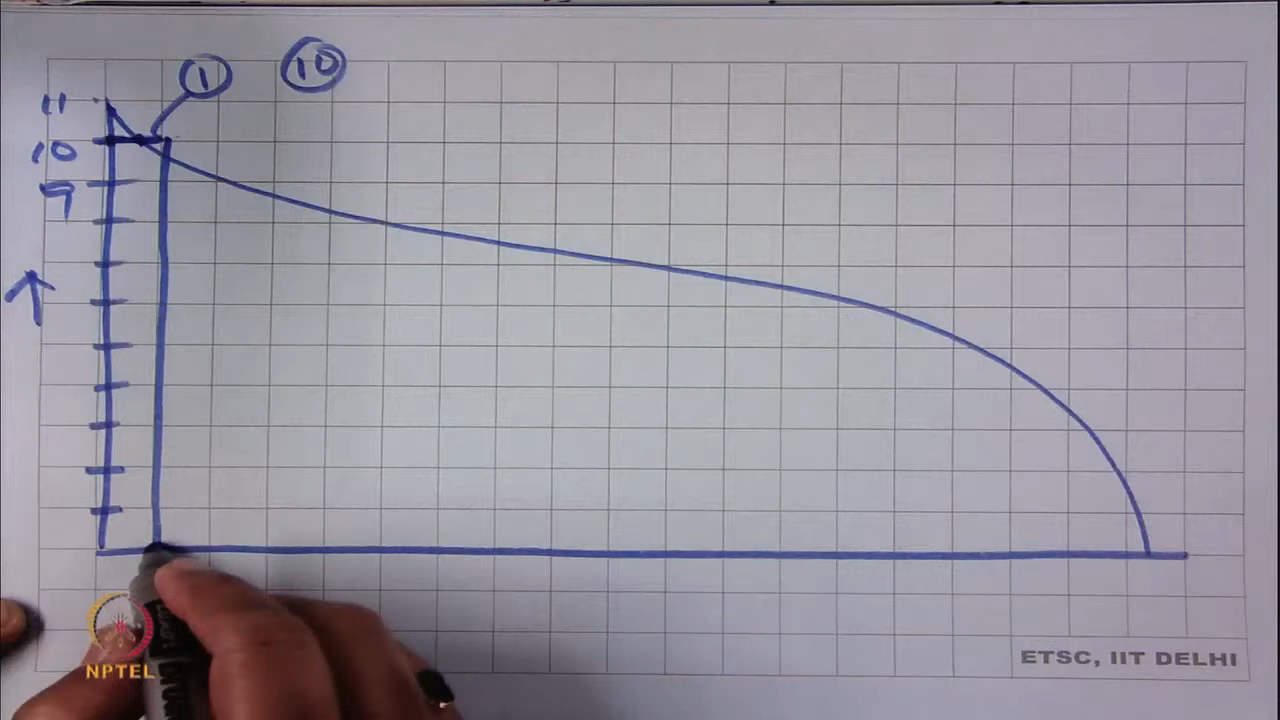 ① ⑩
11
10
9
NPTEL
ETSC, IIT DELHI